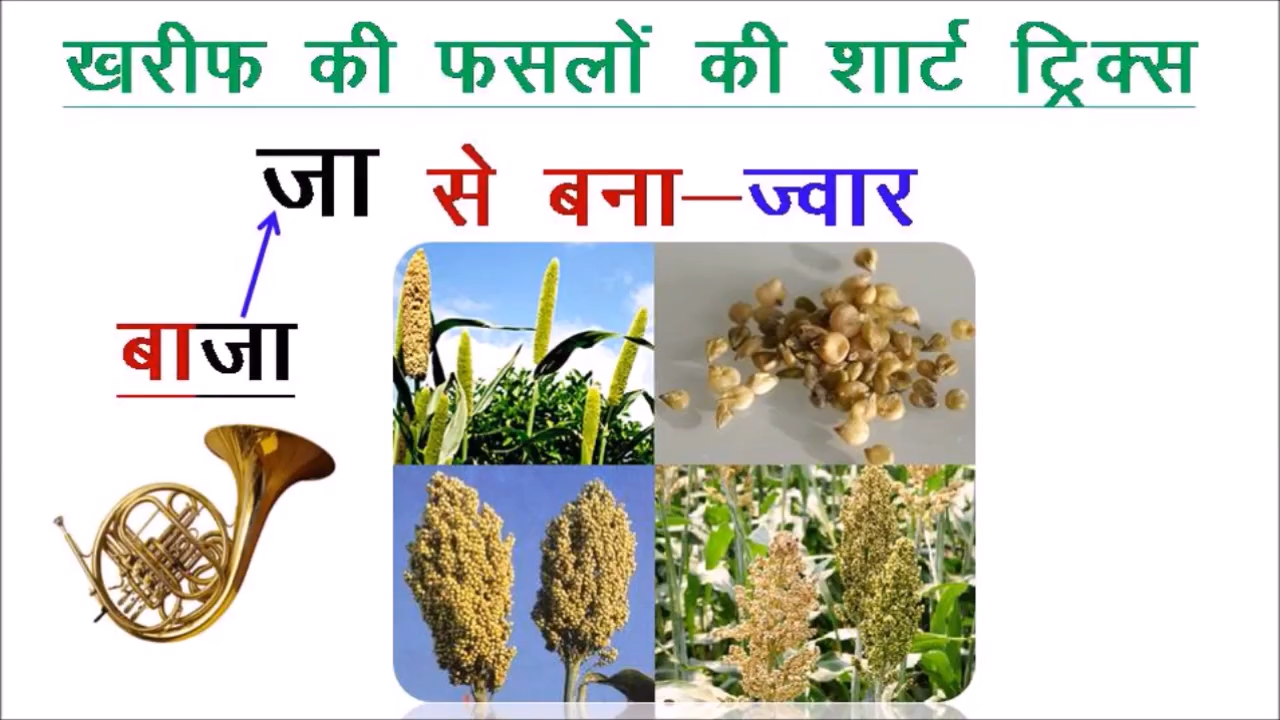 खरीफ की फसलों की शार्ट ट्रिक्स
जा से बना–ज्वार
बाजा